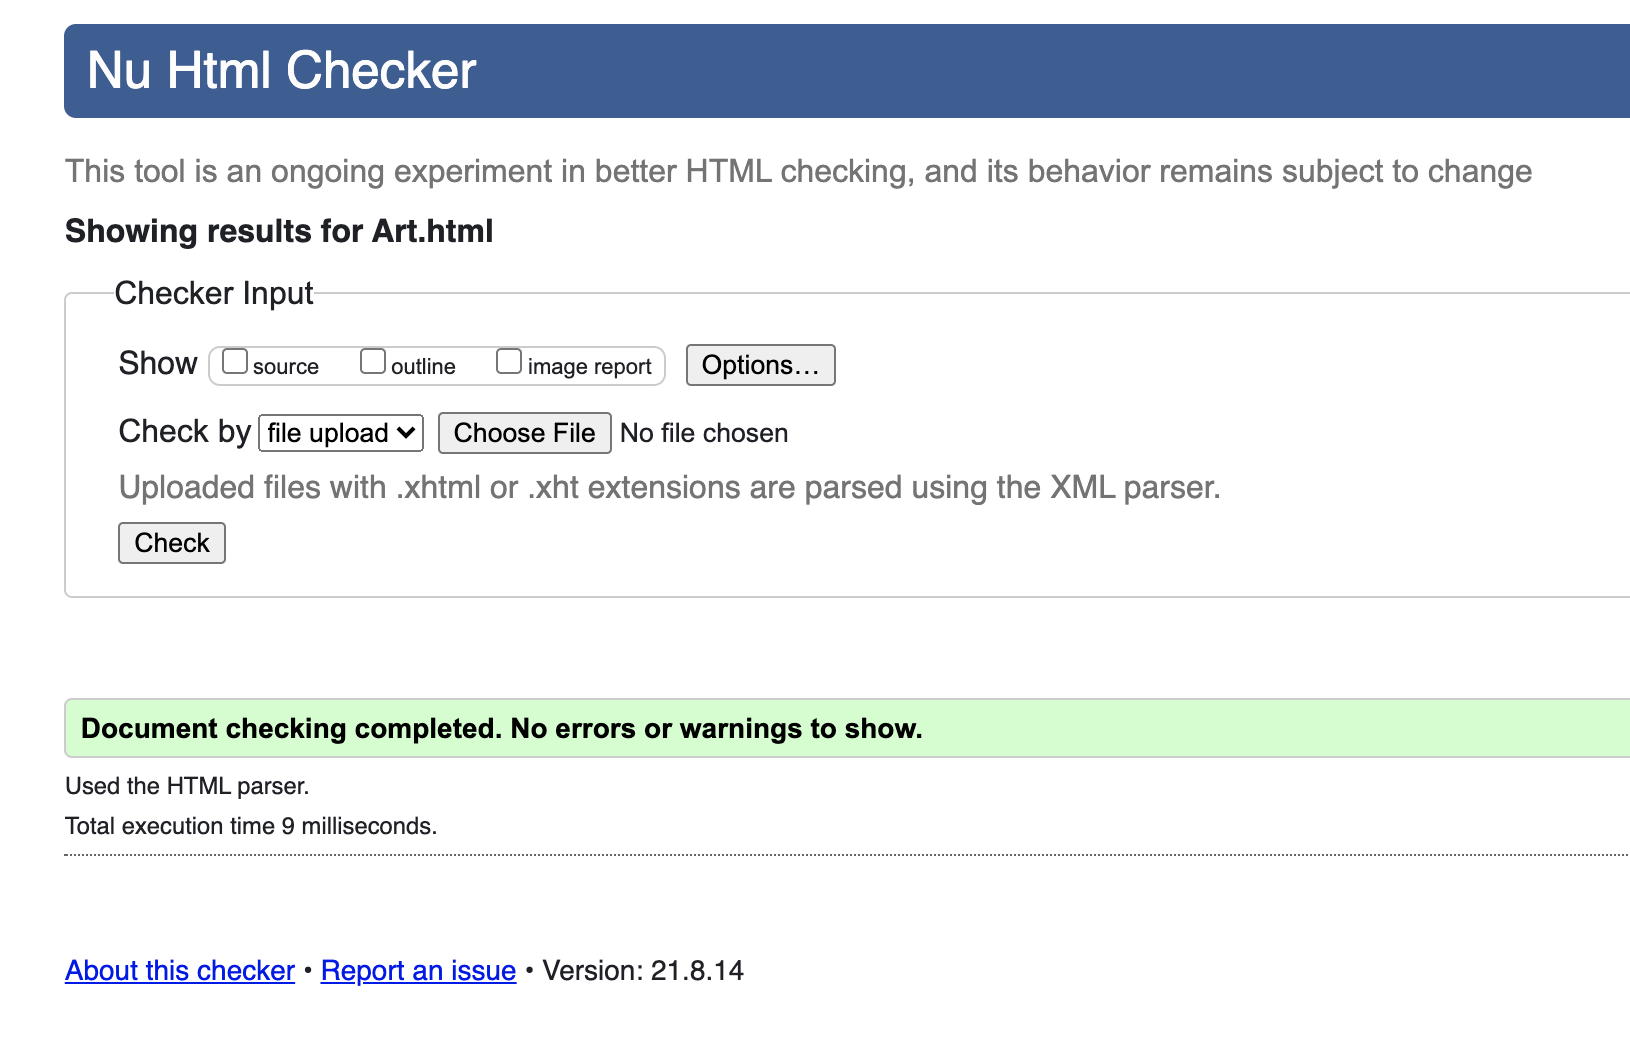 Nu Html Checker
This tool is an ongoing experiment in better HTML checking, and its behavior remains subject to change
Showing results for Art.html
Checker Input
Show source outline image report Options…
Check by file upload Choose File No file chosen
Uploaded files with .xhtml or .xht extensions are parsed using the XML parser.
Check
Document checking completed. No errors or warnings to show.
Used the HTML parser.
Total execution time 9 milliseconds.
About this checker • Report an issue • Version: 21.8.14